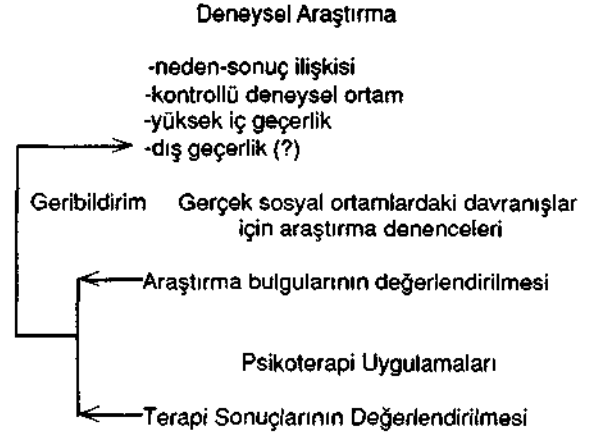 Deneysel Araştırma
-neden-sonuç ilişkisi
-kontrollü deneysel ortam
-yüksek iç geçerlik
-dış geçerlik (?)
Geribildirim Gerçek sosyal ortamlardaki davranışlar
için araştırma denenceleri
Araştırma bulgularının değerlendirilmesi
Psikoterapi Uygulamaları
Terapi Sonuçlarının Değerlendirilmesi